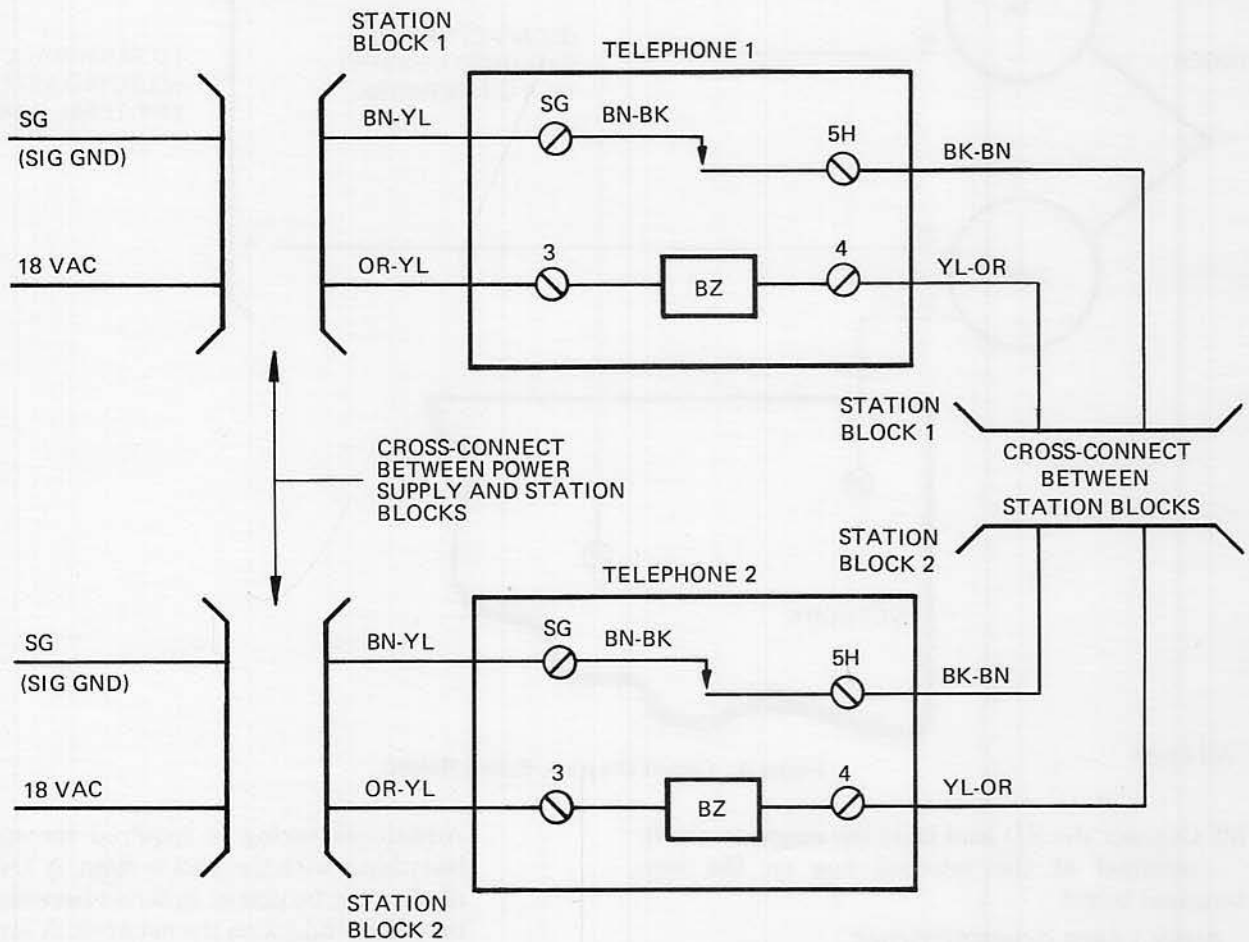 STATION
BLOCK 1
TELEPHONE 1
SG
(SIG GND)
BN-YL
SG
BN-BK
5H
BK-BN
18 VAC
OR-YL
3
BZ
4
YL-OR
STATION
BLOCK 1
CROSS-CONNECT
BETWEEN
STATION BLOCKS
CROSS-CONNECT
BETWEEN POWER
SUPPLY AND STATION
BLOCKS
STATION
BLOCK 2
TELEPHONE 2
SG
(SIG GND)
BN-YL
SG
BN-BK
5H
BK-BN
18 VAC
OR-YL
3
BZ
4
YL-OR
STATION
BLOCK 2